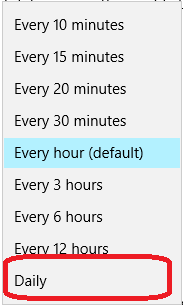 Every 10 minutes
Every 15 minutes
Every 20 minutes
Every 30 minutes
Every hour (default)
Every 3 hours
Every 6 hours
Every 12 hours
Daily